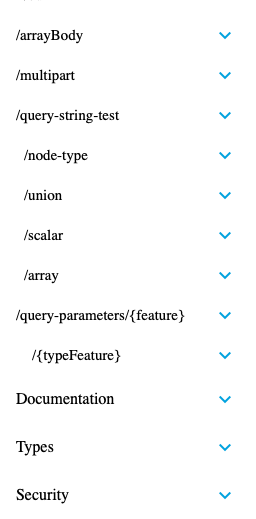 /arrayBody
/multipart
/query-string-test
/node-type
/union
/scalar
/array
/query-parameters/{feature}
/{typeFeature}
Documentation
Types
Security